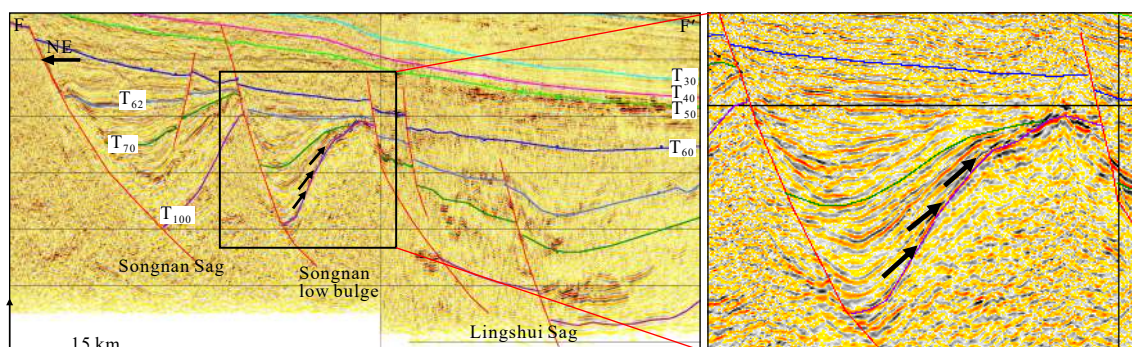 F
F'
NE
T30
T40
T50
T62
T70
T60
T100
Songnan Sag
Songnan
low bulge
Lingshui Sag
15 km